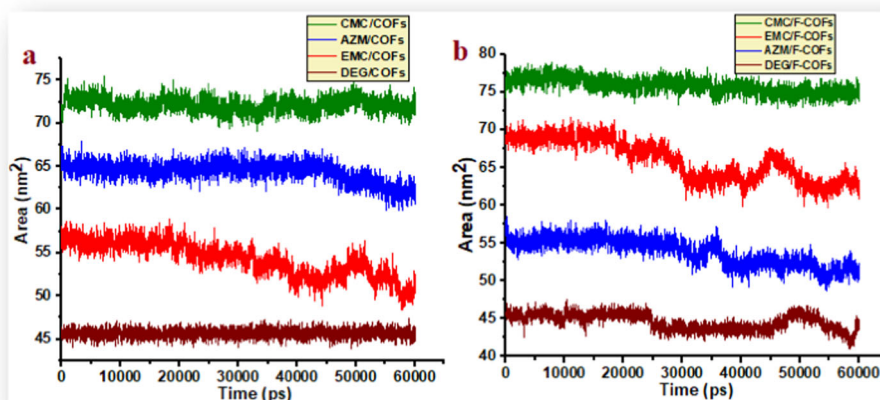 a
CMC/COFs
AZM/COFs
EMC/COFs
DEG/COFs
Area (nm²)
75
70
65
60
55
50
45
0 10000 20000 30000 40000 50000 60000
Time (ps)
b
CMC/F-COFs
EMC/F-COFs
AZM/F-COFs
DEG/F-COFs
Area (nm²)
80
75
70
65
60
55
50
45
40
0 10000 20000 30000 40000 50000 60000
Time (ps)